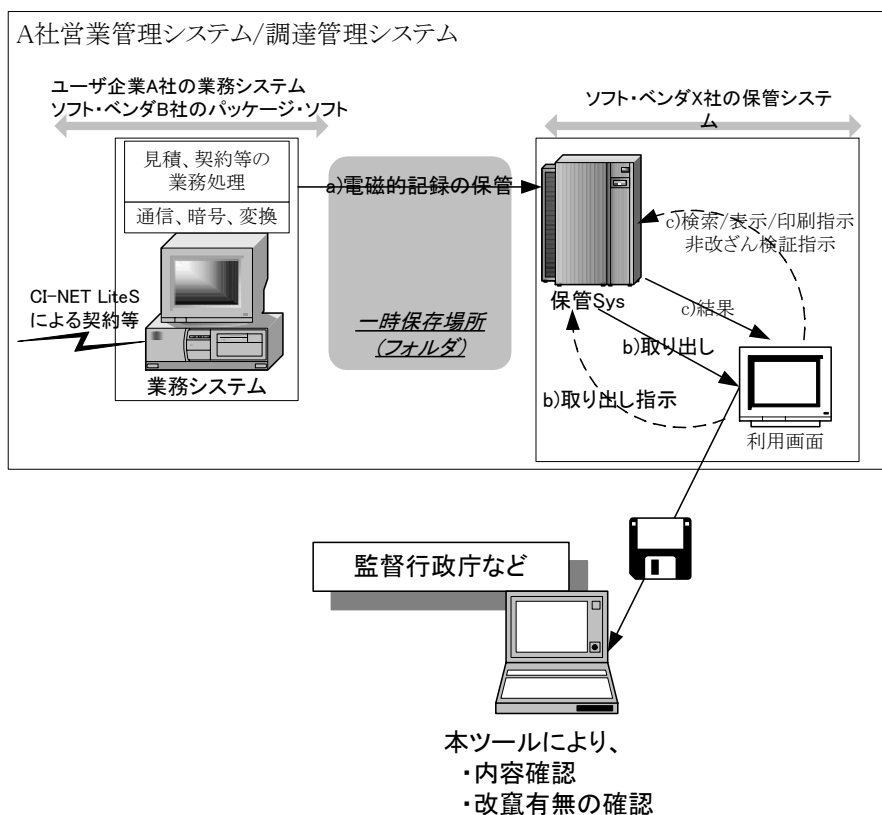 A社営業管理システム/調達管理システム
ユーザ企業A社の業務システム
ソフト・ベンダB社のパッケージ・ソフト
ソフト・ベンダX社の保管システ
ム
見積、契約等の
業務処理
通信、暗号、変換
a)電磁的記録の保管
c)検索/表示/印刷指示
非改ざん検証指示
CI-NET LiteS
による契約等
一時保存場所
(フォルダ)
保管Sys
c)結果
b)取り出し
b)取り出し指示
業務システム
利用画面
監督行政庁など
本ツールにより、
・内容確認
・改竄有無の確認